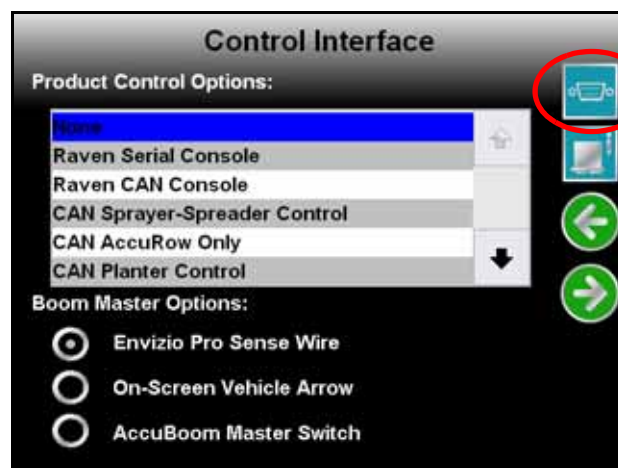 Control Interface
Product Control Options:
None
Raven Serial Console
Raven CAN Console
CAN Sprayer-Spreader Control
CAN AccuRow Only
CAN Planter Control
Boom Master Options:
Envizio Pro Sense Wire
On-Screen Vehicle Arrow
AccuBoom Master Switch